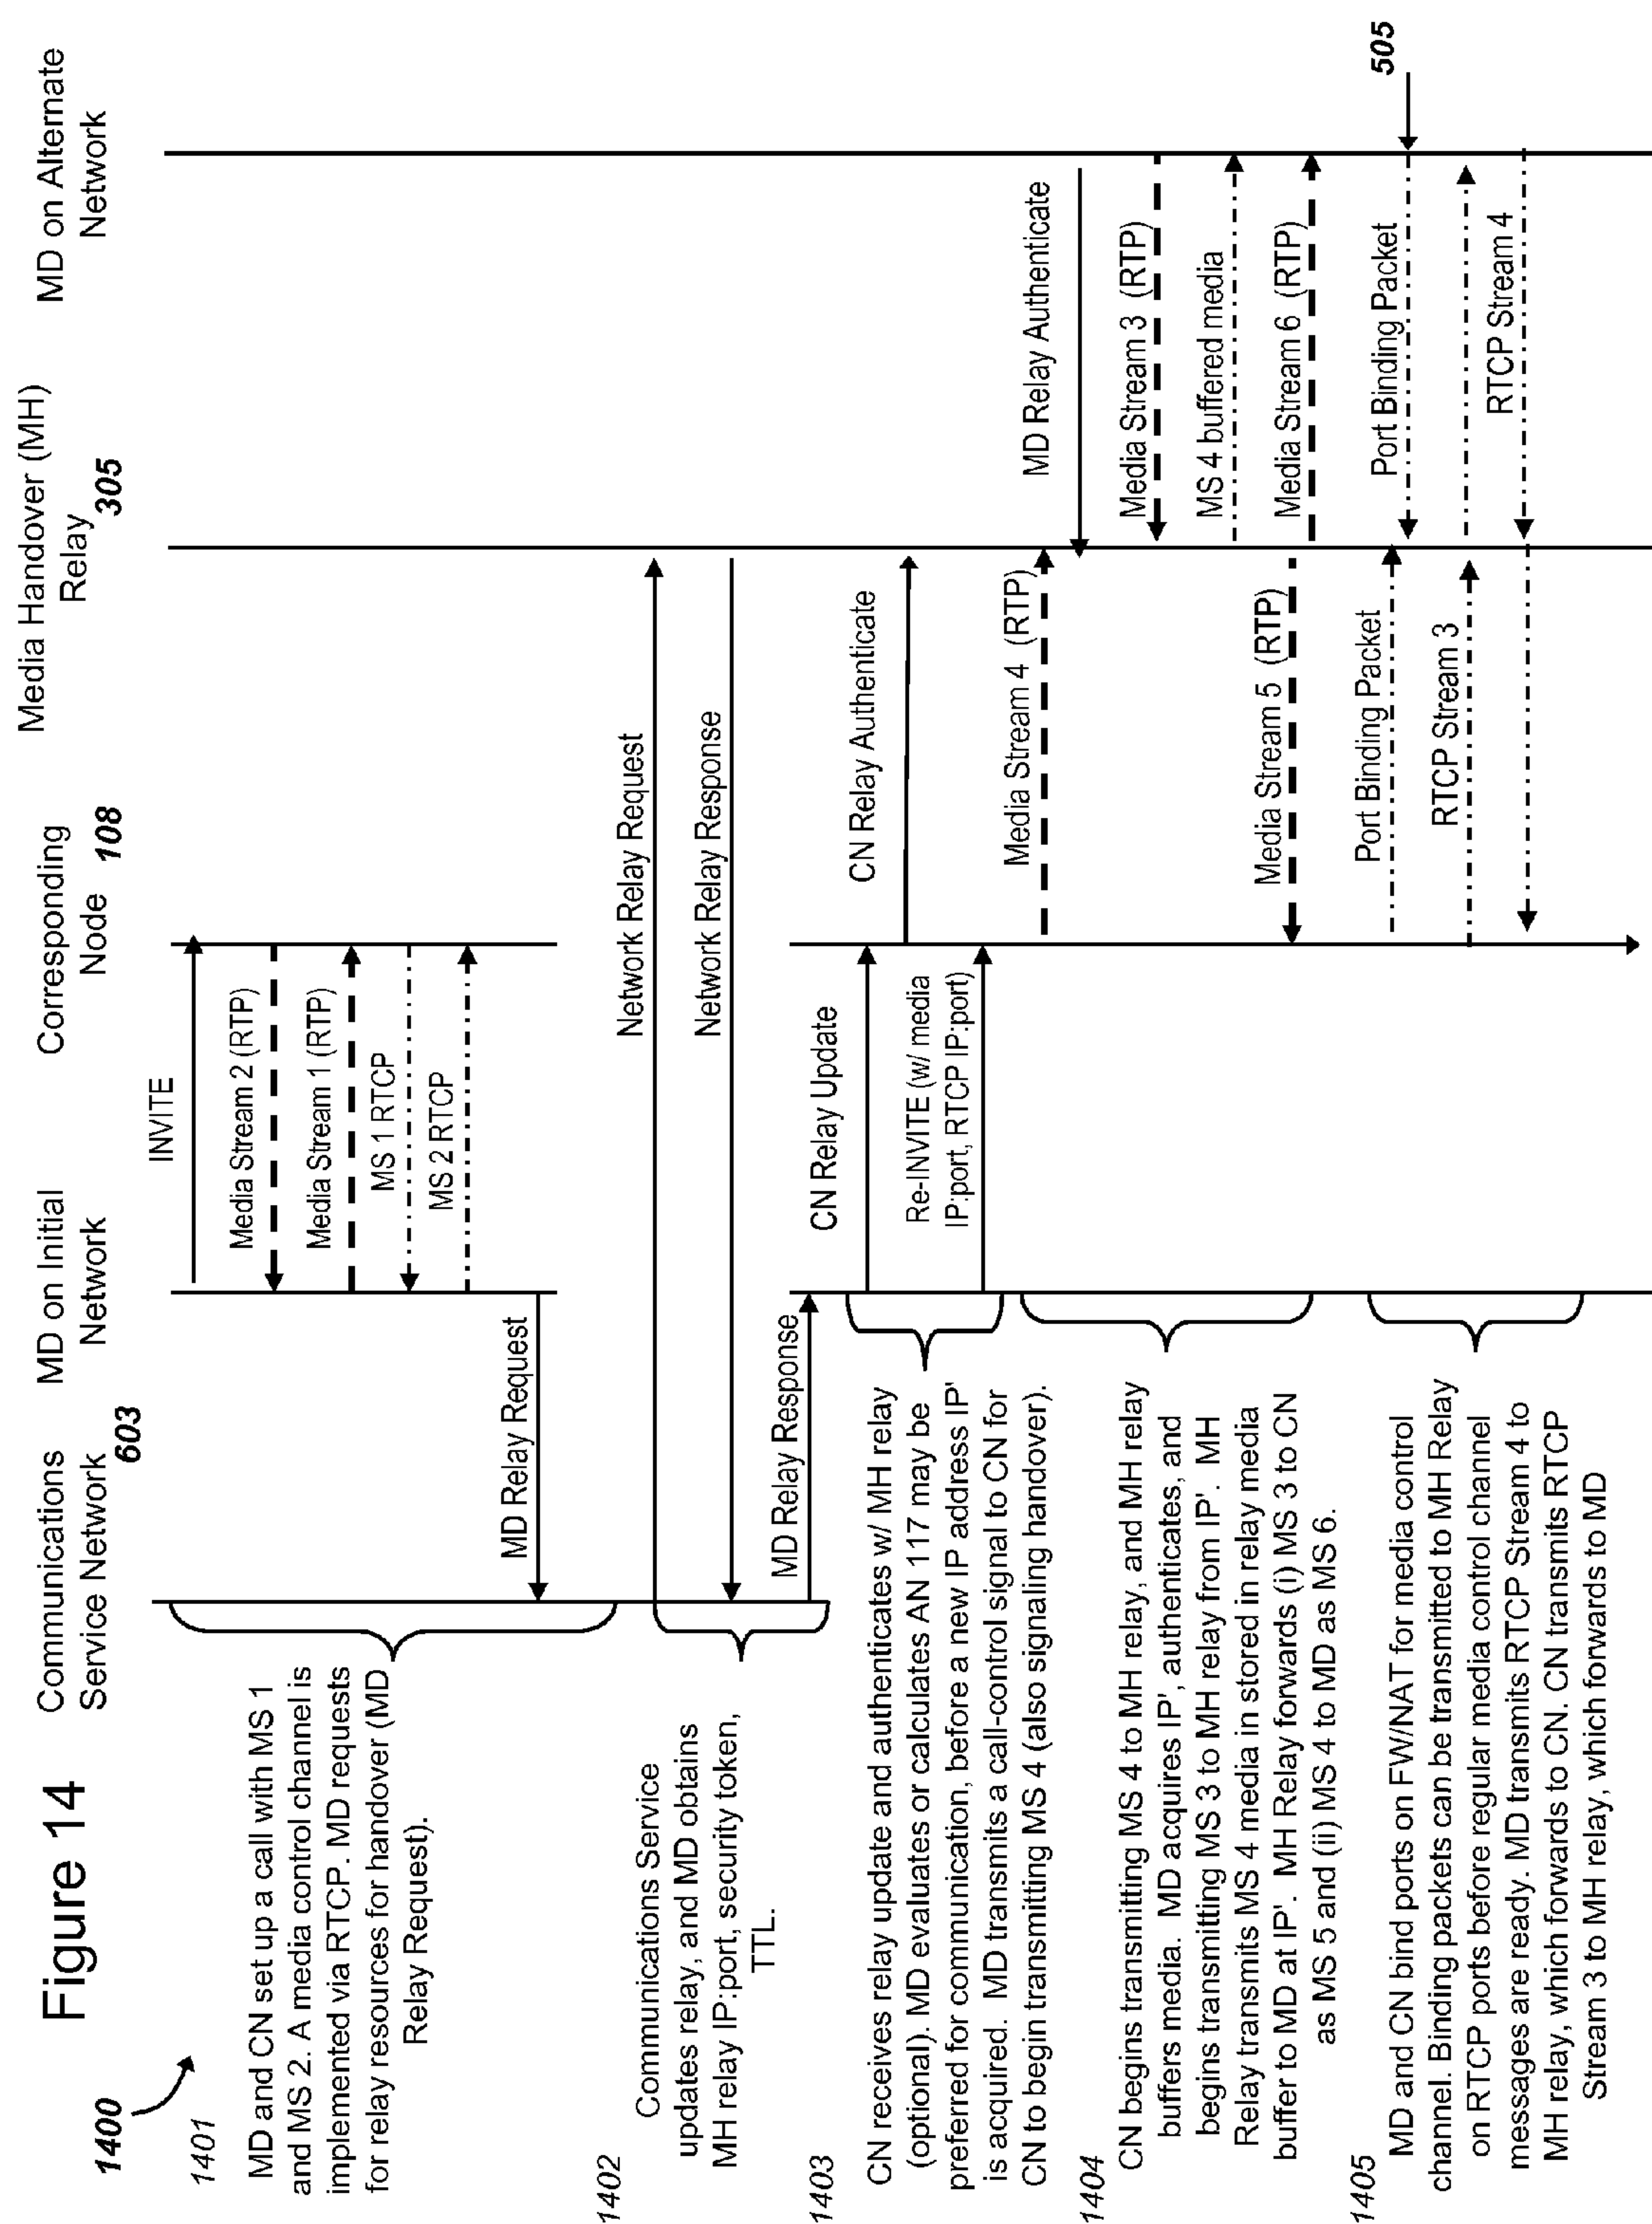 Figure 14
1400
Communications
Service Network
603
MD on Initial
Network
Corresponding
Node 108
Media Handover (MH)
Relay
305
MD on Alternate
Network
1401
MD and CN set up a call with MS 1
and MS 2. A media control channel is
implemented via RTCP. MD requests
for relay resources for handover (MD
Relay Request).
INVITE
Media Stream 2 (RTP)
Media Stream 1 (RTP)
MS 1 RTCP
MS 2 RTCP
MD Relay Request
1402
Communications Service
updates relay, and MD obtains
MH relay IP:port, security token,
TTL.
Network Relay Request
Network Relay Response
MD Relay Response
1403
CN receives relay update and authenticates w/ MH relay
(optional). MD evaluates or calculates AN 117 may be
preferred for communication, before a new IP address IP'
is acquired. MD transmits a call-control signal to CN for
CN to begin transmitting MS 4 (also signaling handover).
CN Relay Update
CN Relay Authenticate
Re-INVITE (w/ media
IP:port, RTCP IP:port)
1404
CN begins transmitting MS 4 to MH relay, and MH relay
buffers media. MD acquires IP', authenticates, and
begins transmitting MS 3 to MH relay from IP'. MH
Relay transmits MS 4 media in stored in relay media
buffer to MD at IP'. MH Relay forwards (i) MS 3 to CN
as MS 5 and (ii) MS 4 to MD as MS 6.
Media Stream 4 (RTP)
MD Relay Authenticate
Media Stream 3 (RTP)
MS 4 buffered media
Media Stream 5 (RTP)
Media Stream 6 (RTP)
1405
MD and CN bind ports on FW/NAT for media control
channel. Binding packets can be transmitted to MH Relay
on RTCP ports before regular media control channel
messages are ready. MD transmits RTCP Stream 4 to
MH relay, which forwards to CN. CN transmits RTCP
Stream 3 to MH relay, which forwards to MD
Port Binding Packet
Port Binding Packet
505
RTCP Stream 3
RTCP Stream 4